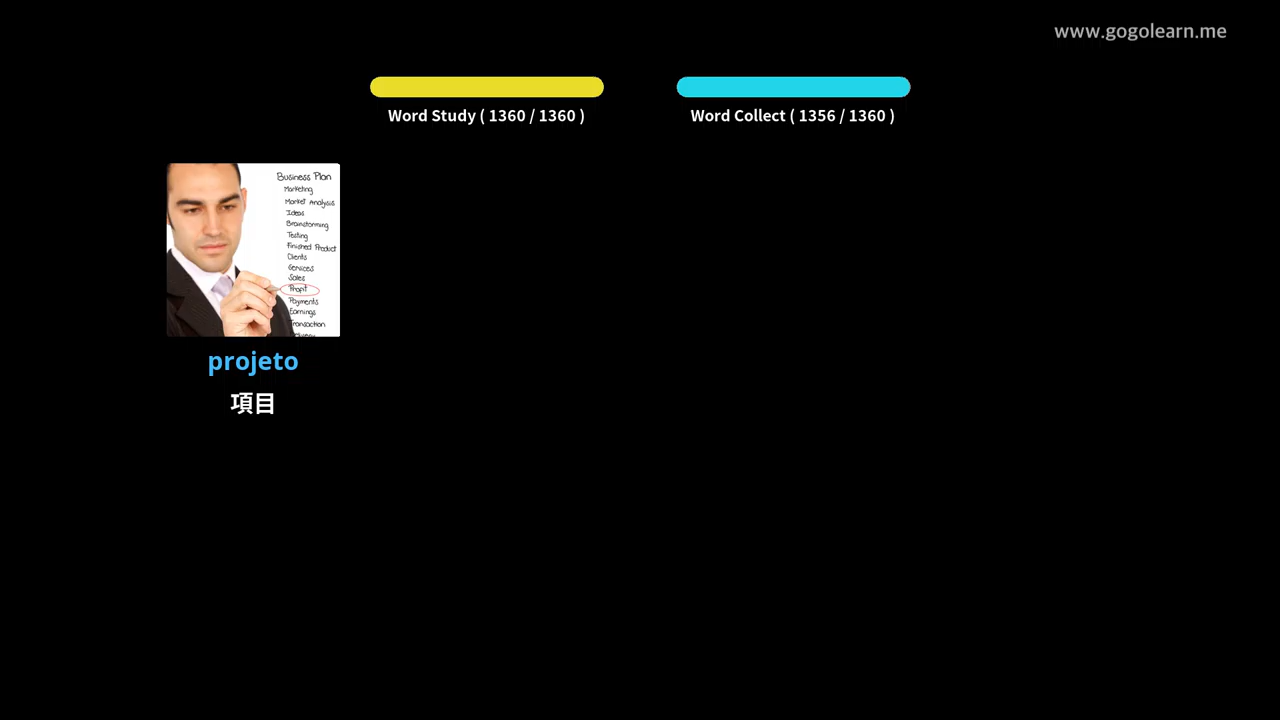 www.gogolearn.me
Word Study ( 1360 / 1360 )
Word Collect ( 1356 / 1360 )
Business Plan
Marketing
Market Analysis
Ideas
Brainstorming
Testing
Finished Product
Clients
Services
Sales
Profit
Payments
Earnings
Transaction
Delivery
projeto
項目